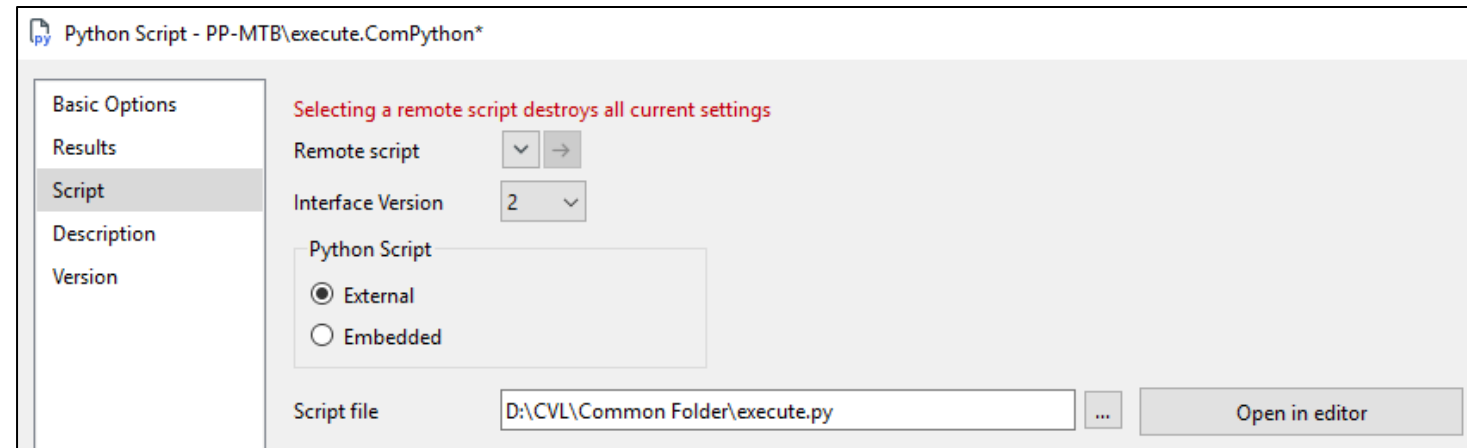 Python Script - PP-MTB\execute.ComPython*
Basic Options
Results
Script
Description
Version
Selecting a remote script destroys all current settings
Remote script
Interface Version 2
Python Script
External
Embedded
Script file D:\CVL\Common Folder\execute.py ... Open in editor